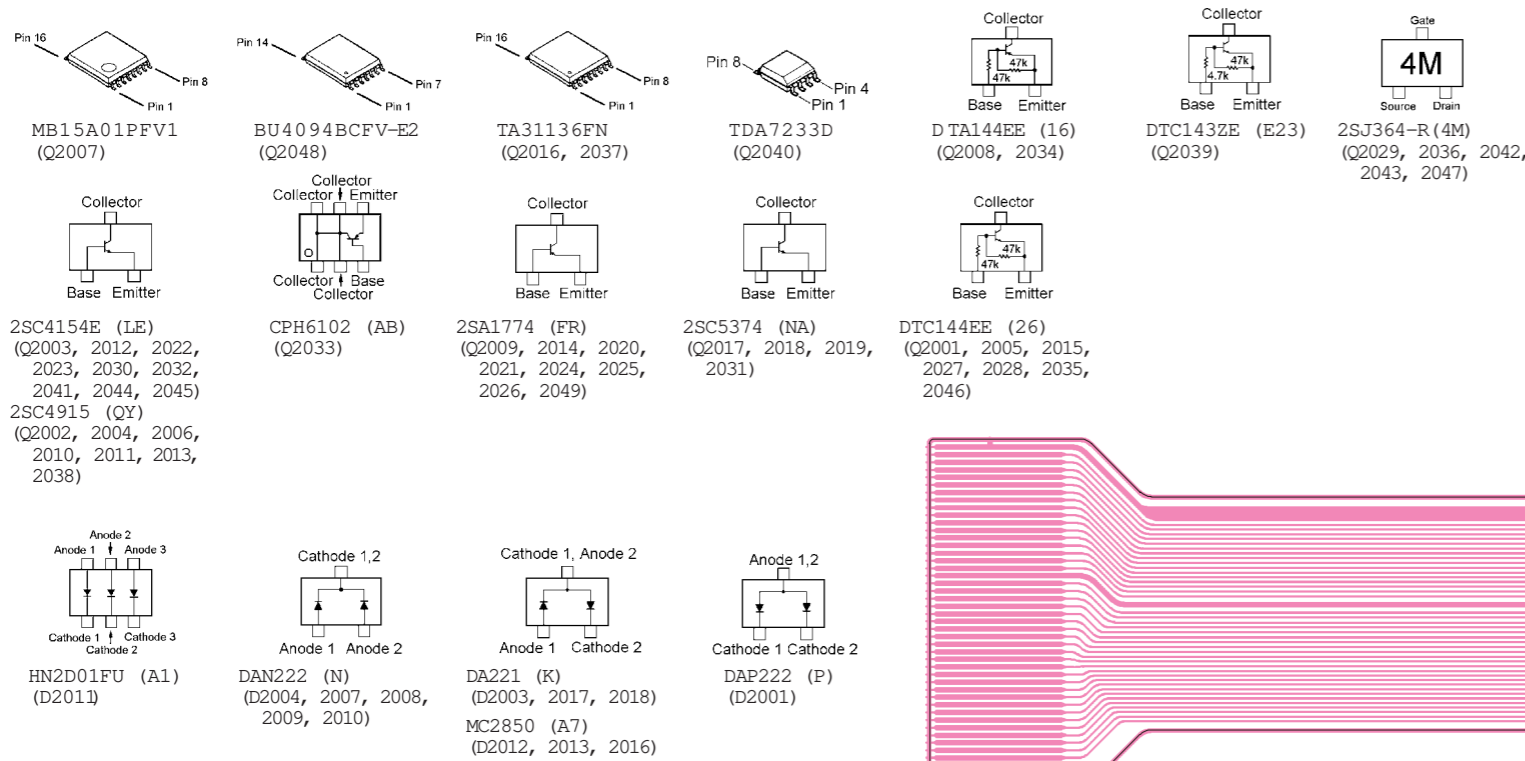 Pin 16
Pin 8
Pin 1
MB15A01PFV1
(Q2007)
Pin 14
Pin 7
Pin 1
BU4094BCFV-E2
(Q2048)
Pin 16
Pin 8
Pin 1
TA31136FN
(Q2016, 2037)
Pin 8
Pin 4
Pin 1
TDA7233D
(Q2040)
Collector
47k
47k
Base Emitter
DTA144EE (16)
(Q2008, 2034)
Collector
47k
4.7k
Base Emitter
DTC143ZE (E23)
(Q2039)
Gate
4M
Source Drain
2SJ364-R(4M)
(Q2029, 2036, 2042,
2043, 2047)
Collector
Base Emitter
2SC4154E (LE)
(Q2003, 2012, 2022,
2023, 2030, 2032,
2041, 2044, 2045)
2SC4915 (QY)
(Q2002, 2004, 2006,
2010, 2011, 2013,
2038)
Collector
Collector Emitter
Collector Base
Collector
CPH6102 (AB)
(Q2033)
Collector
Base Emitter
2SA1774 (FR)
(Q2009, 2014, 2020,
2021, 2024, 2025,
2026, 2049)
Collector
Base Emitter
2SC5374 (NA)
(Q2017, 2018, 2019,
2031)
Collector
47k
47k
Base Emitter
DTC144EE (26)
(Q2001, 2005, 2015,
2027, 2028, 2035,
2046)
Anode 2
Anode 1 Anode 3
Cathode 1 Cathode 3
Cathode 2
HN2D01FU (A1)
(D2011)
Cathode 1,2
Anode 1 Anode 2
DAN222 (N)
(D2004, 2007, 2008,
2009, 2010)
Cathode 1, Anode 2
Anode 1 Cathode 2
DA221 (K)
(D2003, 2017, 2018)
MC2850 (A7)
(D2012, 2013, 2016)
Anode 1,2
Cathode 1 Cathode 2
DAP222 (P)
(D2001)